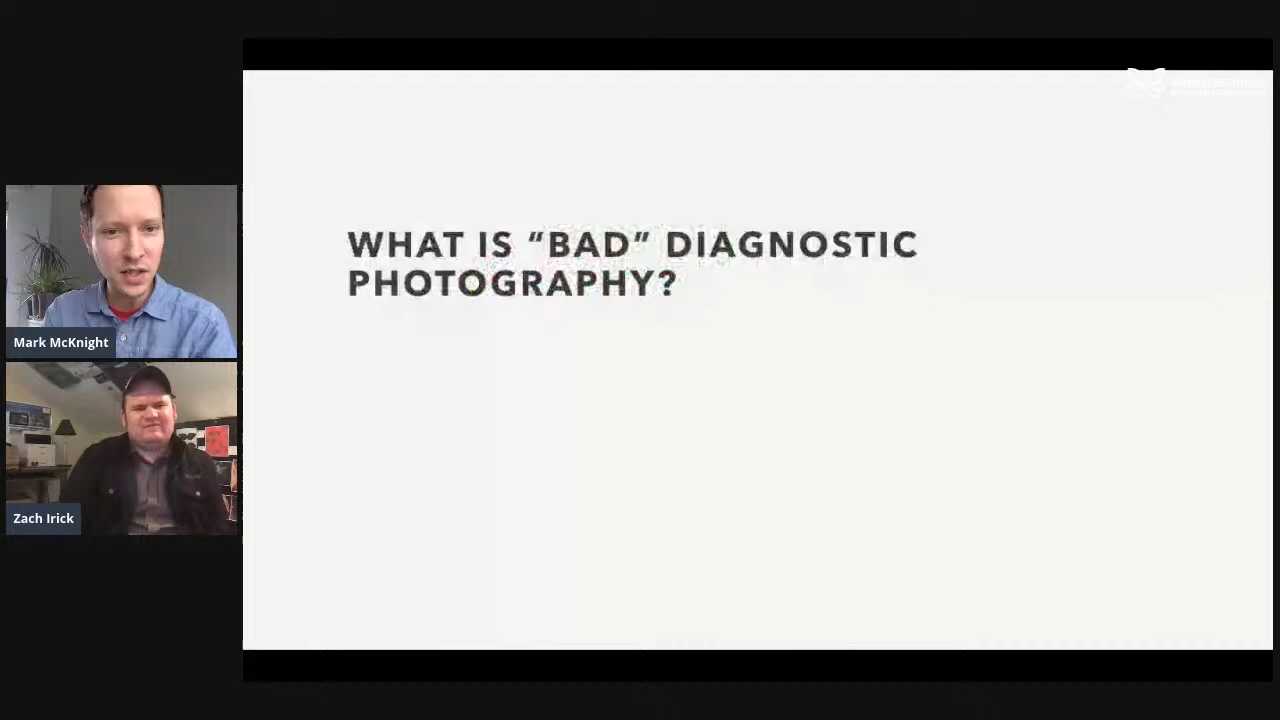 WHAT IS “BAD” DIAGNOSTIC
PHOTOGRAPHY?
Mark McKnight
Zach Irick